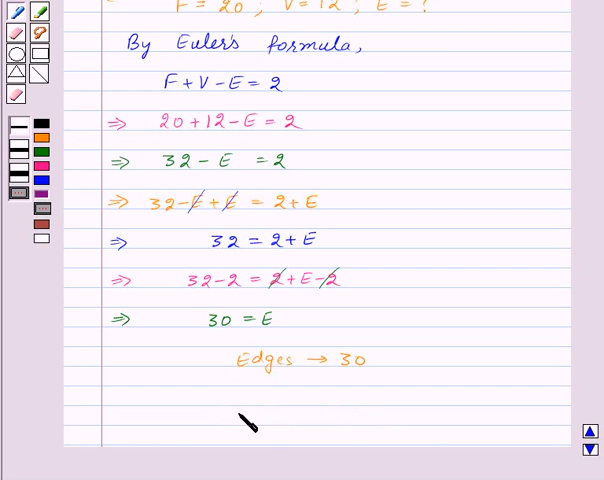 F = 20 ; V = 12 ; E = ?
By Euler's formula,
F + V - E = 2
⇒ 20 + 12 - E = 2
⇒ 32 - E = 2
⇒ 32 - E + E = 2 + E
⇒ 32 = 2 + E
⇒ 32 - 2 = 2 + E - 2
⇒ 30 = E
Edges → 30